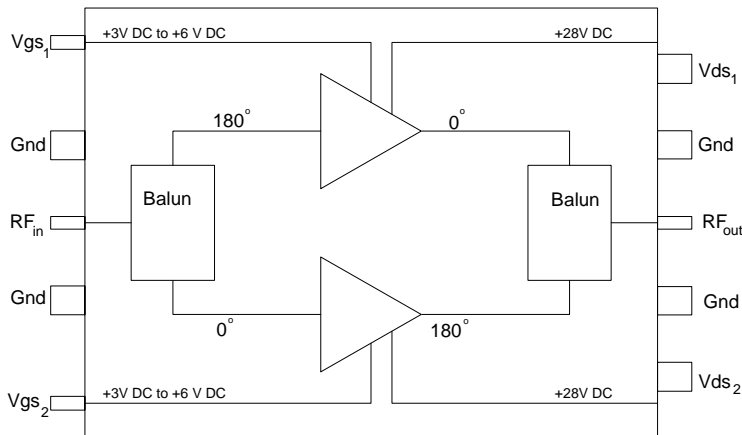 Vgs1
+3V DC to +6 V DC
+28V DC
Vds1
180°
0°
Gnd
Gnd
Balun
Balun
RFin
RFout
Gnd
Gnd
0°
180°
Vds2
+3V DC to +6 V DC
+28V DC
Vgs2